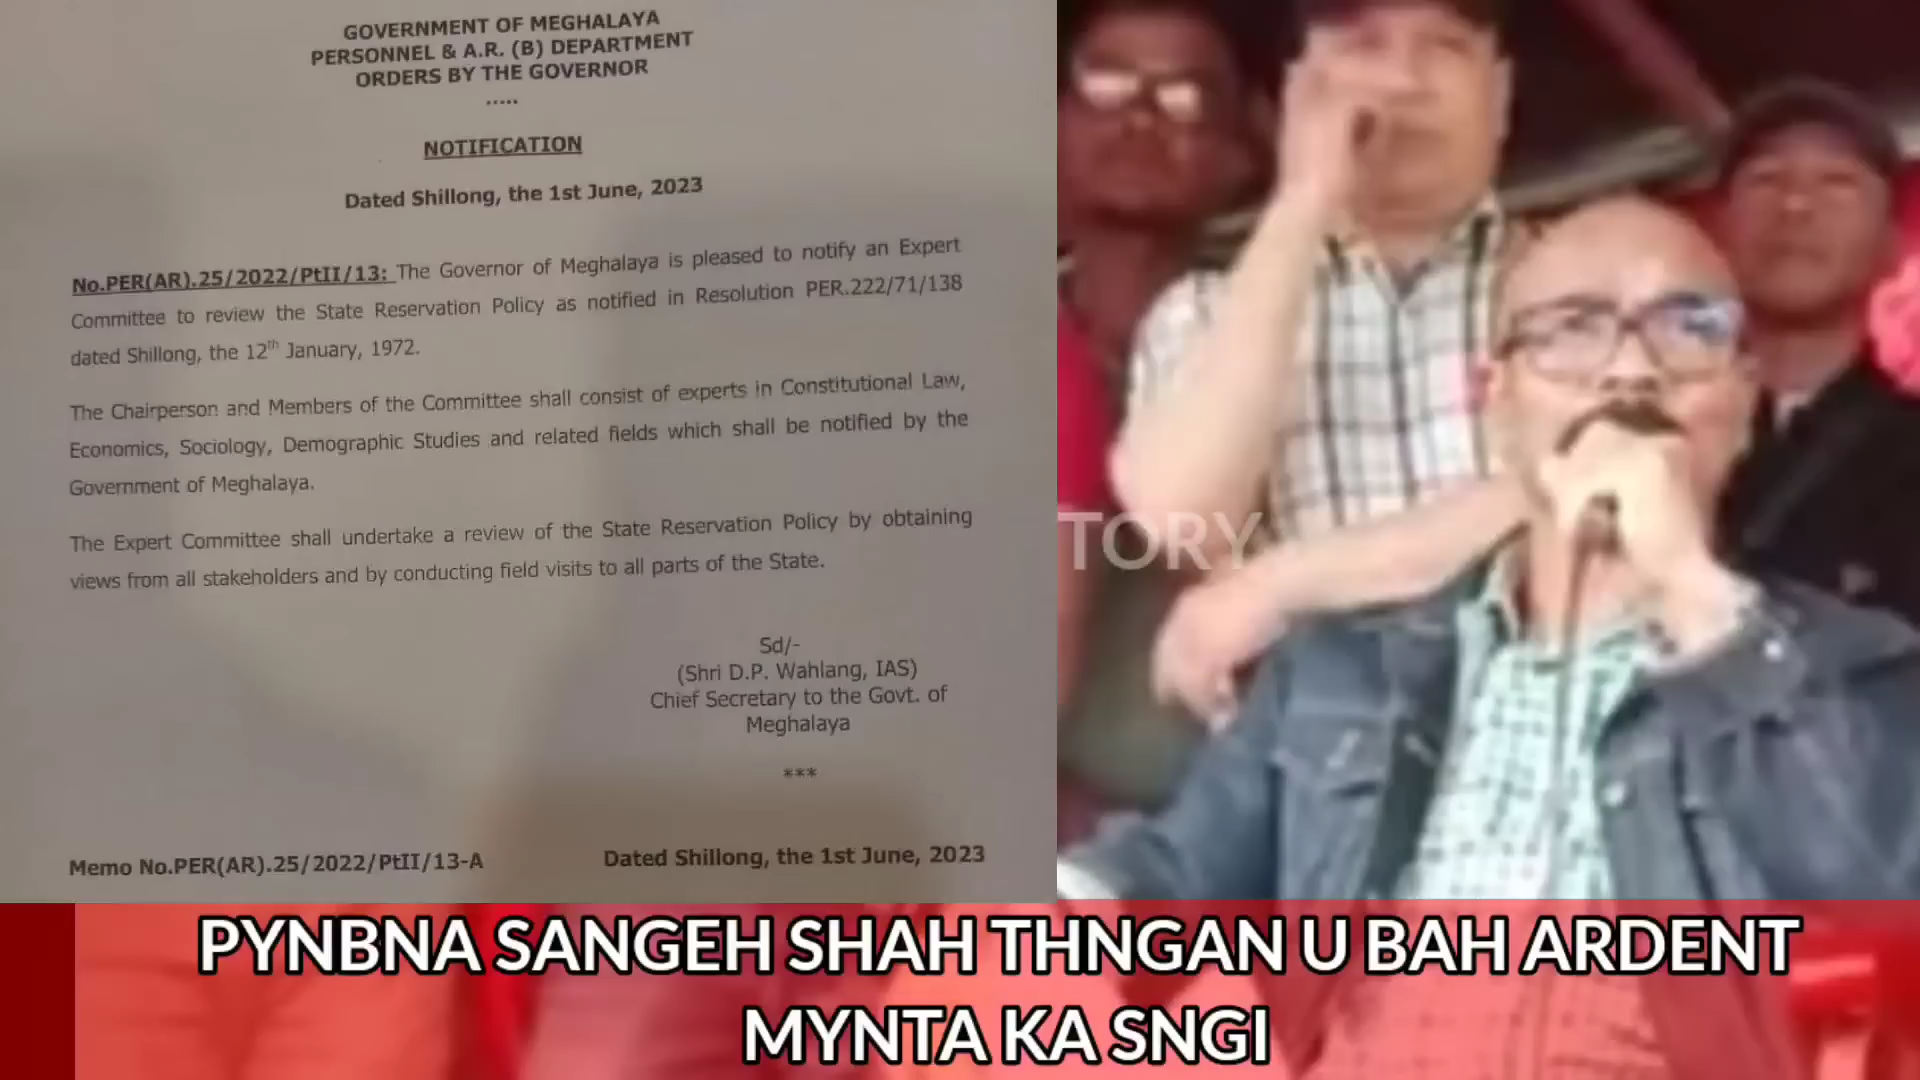 GOVERNMENT OF MEGHALAYA
PERSONNEL & A.R. (B) DEPARTMENT
ORDERS BY THE GOVERNOR
.....
NOTIFICATION
Dated Shillong, the 1st June, 2023
No.PER(AR).25/2022/PtII/13: The Governor of Meghalaya is pleased to notify an Expert
Committee to review the State Reservation Policy as notified in Resolution PER.222/71/138
dated Shillong, the 12th January, 1972.
The Chairperson and Members of the Committee shall consist of experts in Constitutional Law,
Economics, Sociology, Demographic Studies and related fields which shall be notified by the
Government of Meghalaya.
The Expert Committee shall undertake a review of the State Reservation Policy by obtaining
views from all stakeholders and by conducting field visits to all parts of the State.
Sd/-
(Shri D.P. Wahlang, IAS)
Chief Secretary to the Govt. of
Meghalaya
***
Memo No.PER(AR).25/2022/PtII/13-A
Dated Shillong, the 1st June, 2023
TORY
PYNBNA SANGEH SHAH THNGAN U BAH ARDENT
MYNTA KA SNGI